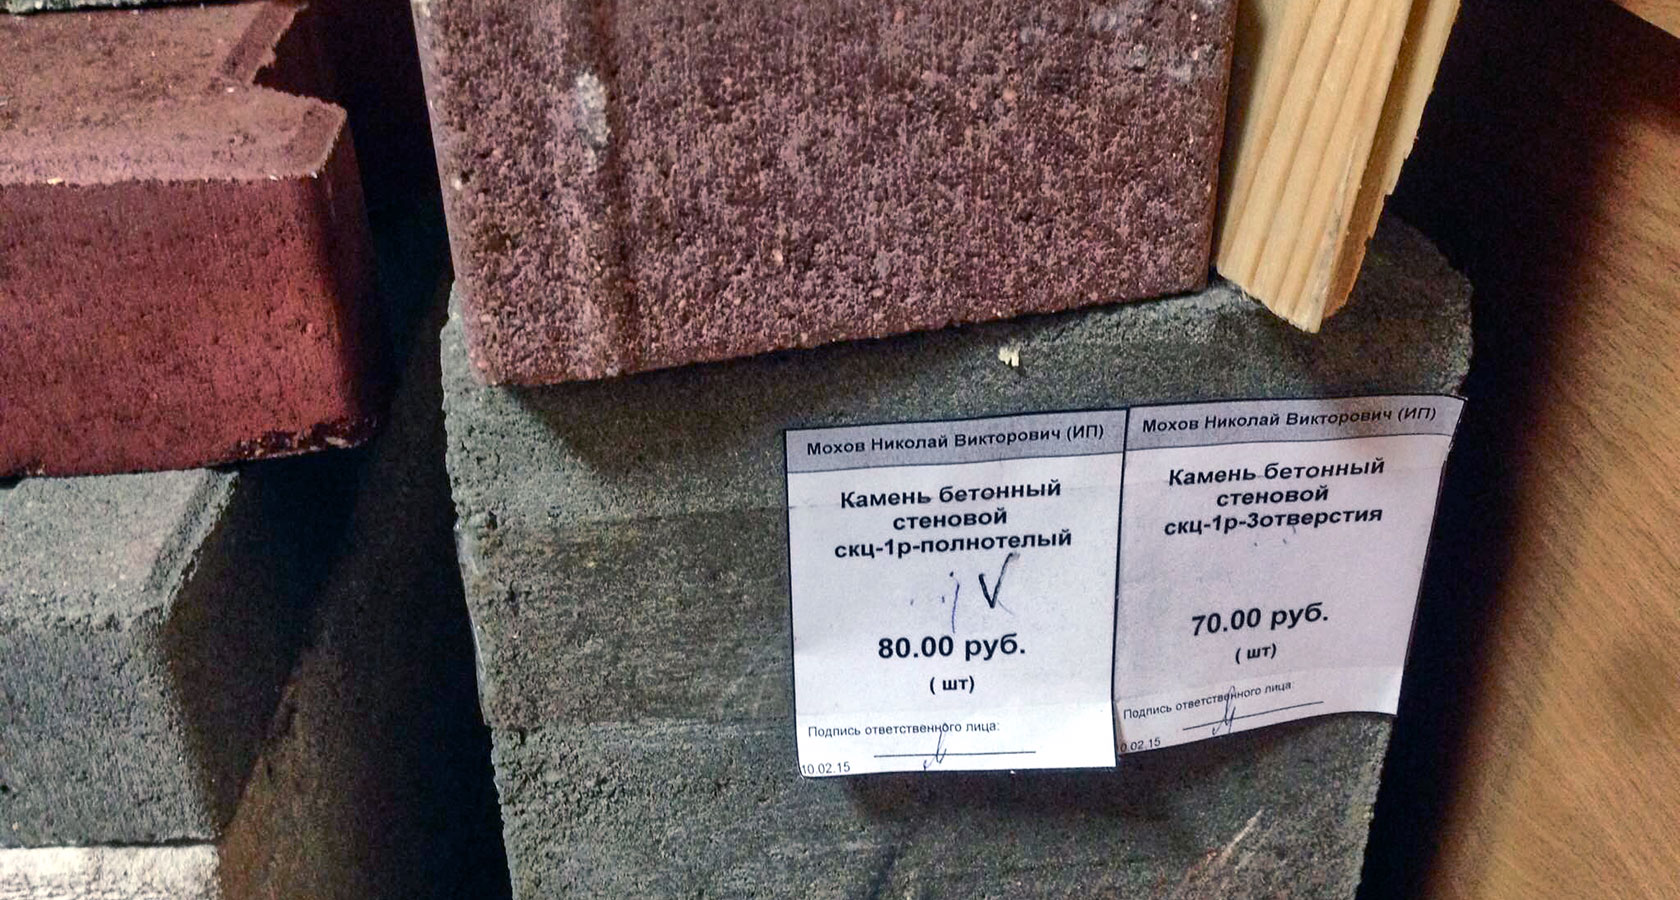 Мохов Николай Викторович (ИП)
Камень бетонный
стеновой
скц-1р-полнотелый
V
80.00 руб.
( шт)
Подпись ответственного лица:
10.02.15
Мохов Николай Викторович (ИП)
Камень бетонный
стеновой
скц-1р-3отверстия
70.00 руб.
( шт)
Подпись ответственного лица:
0.02.15